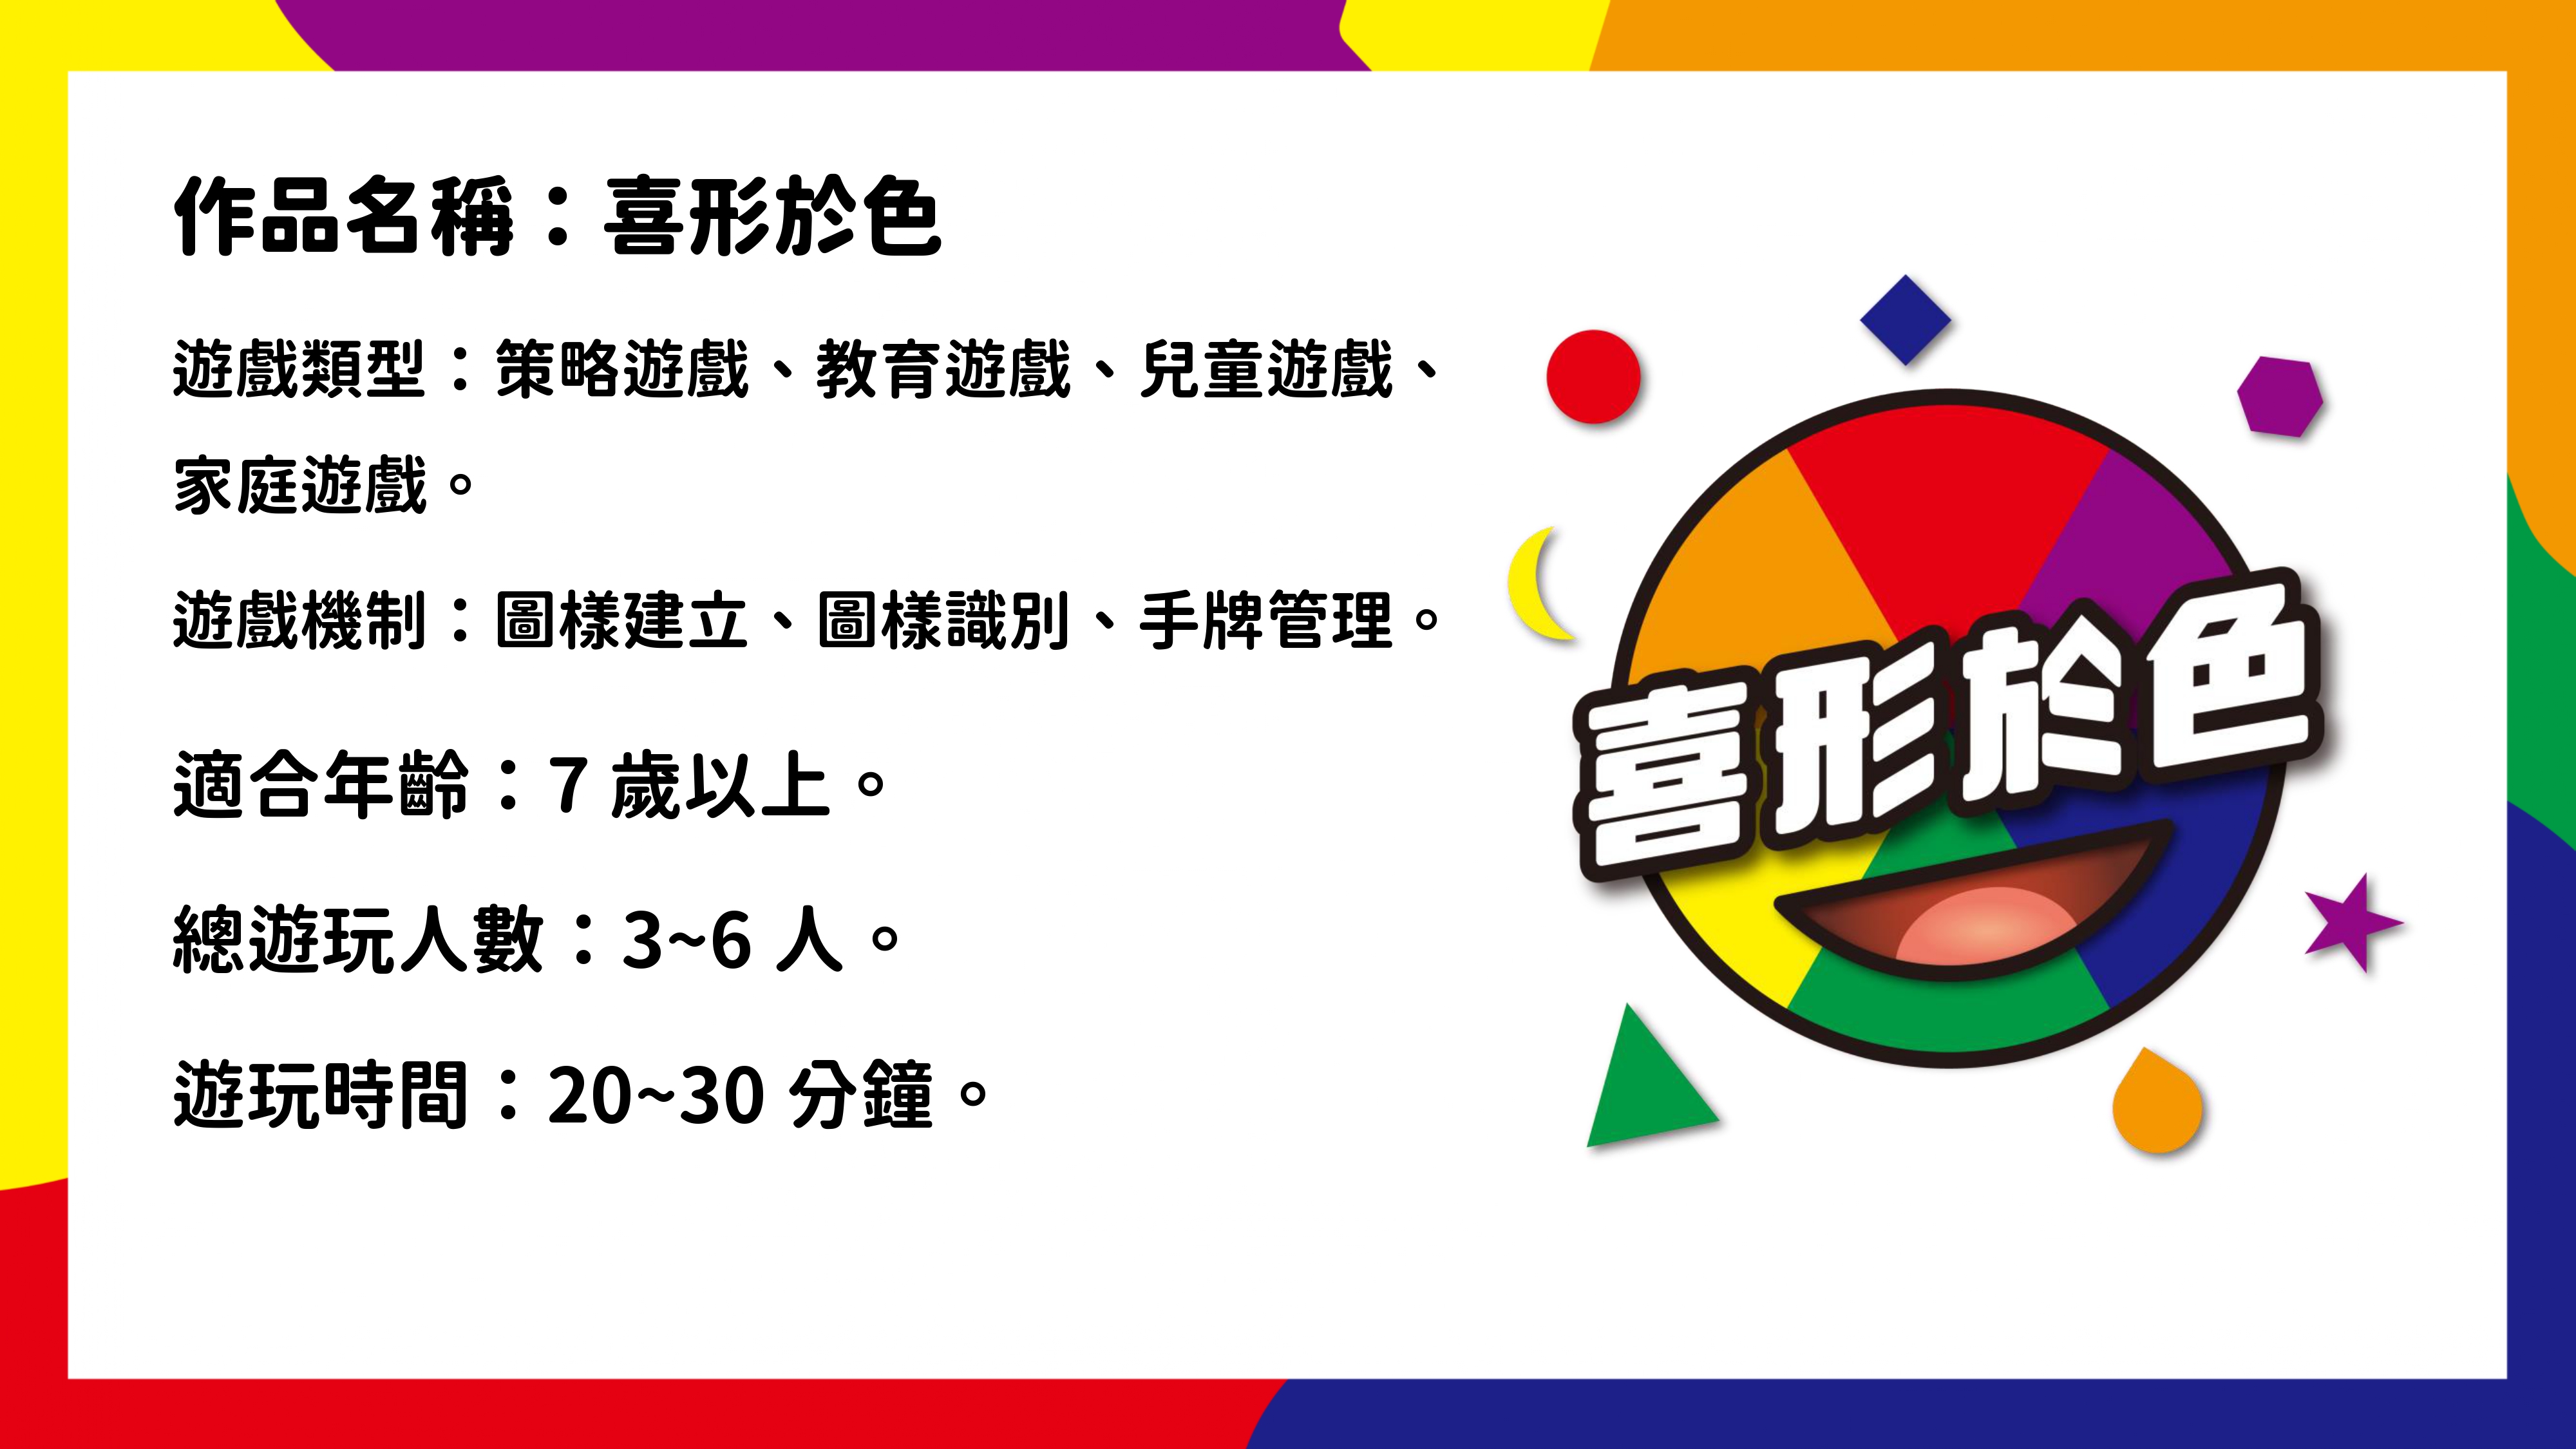 作品名稱：喜形於色
遊戲類型：策略遊戲、教育遊戲、兒童遊戲、
家庭遊戲。
遊戲機制：圖樣建立、圖樣識別、手牌管理。
適合年齡：7 歲以上。
總遊玩人數：3~6 人。
遊玩時間：20~30 分鐘。
喜形於色